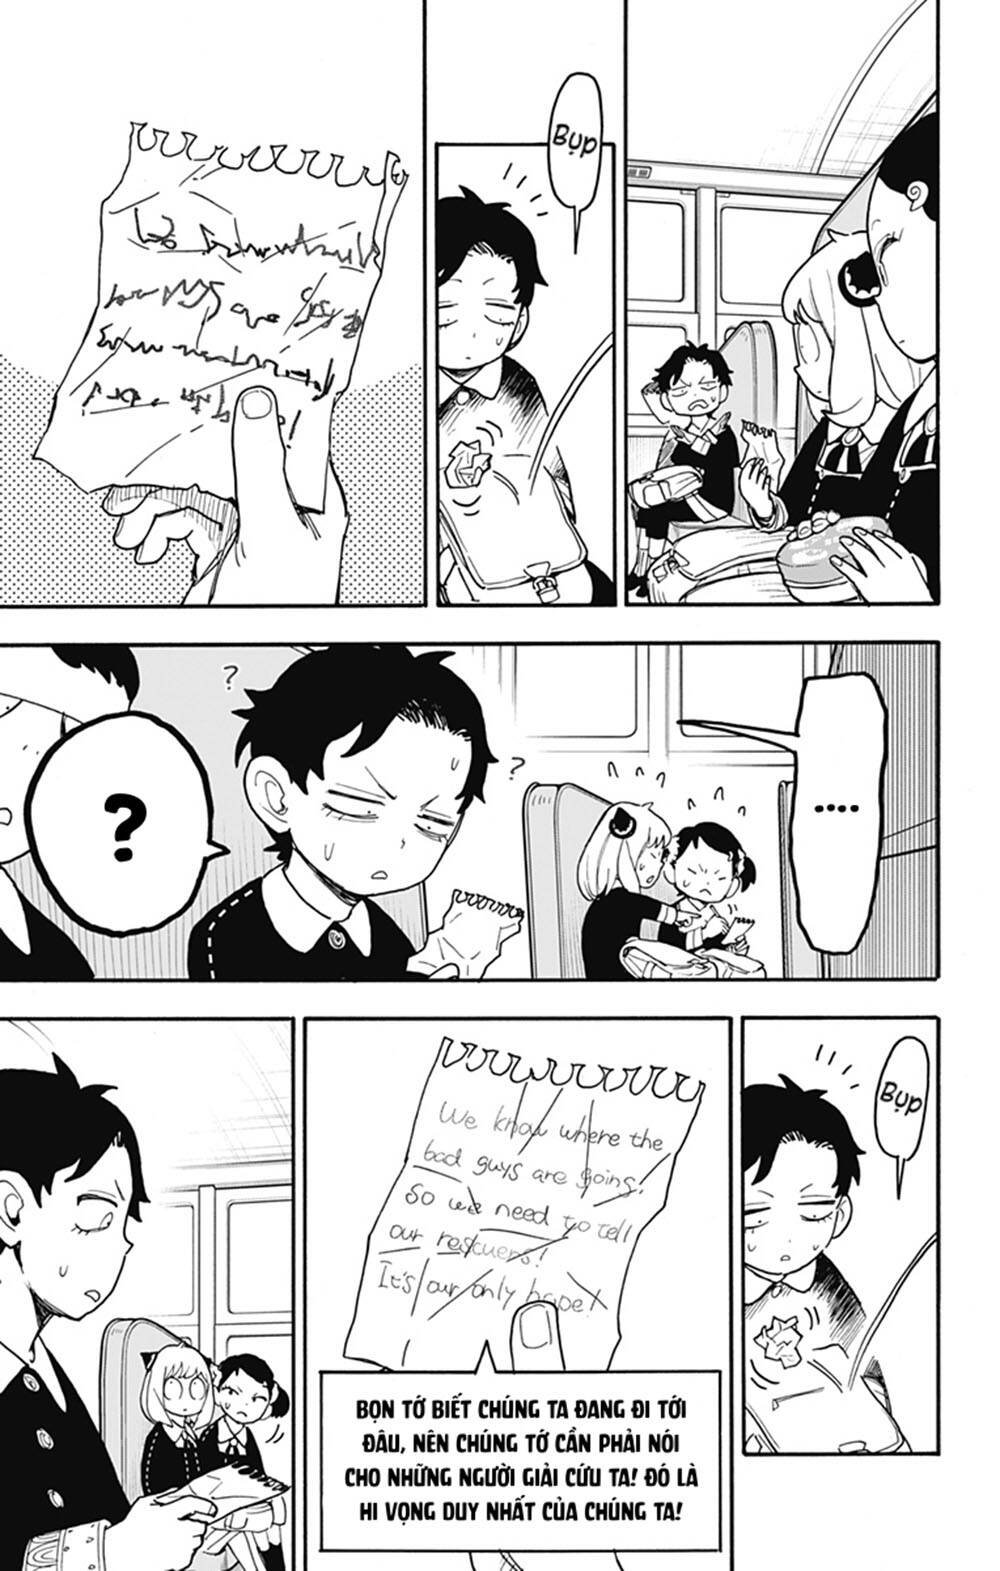 Bụp
?
.....
?
?
Bụp
We know where the
bad guys are going!
So we need to tell
our rescuers!
It's our only hope!
BỌN TỚ BIẾT CHÚNG TA ĐANG ĐI TỚI
ĐÂU, NÊN CHÚNG TỚ CẦN PHẢI NÓI
CHO NHỮNG NGƯỜI GIẢI CỨU TA! ĐÓ LÀ
HI VỌNG DUY NHẤT CỦA CHÚNG TA!